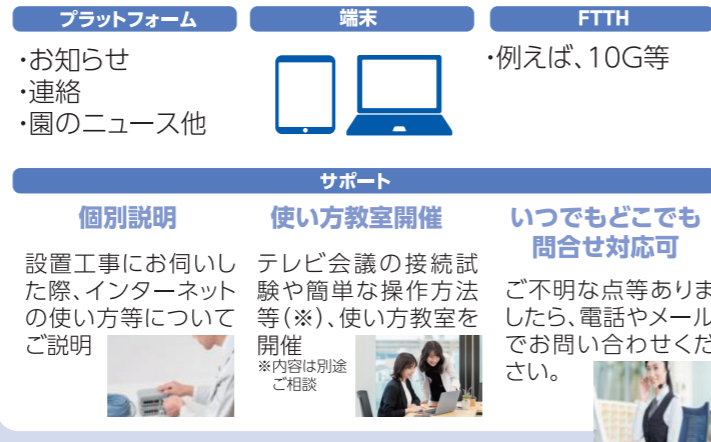 プラットフォーム
・お知らせ
・連絡
・園のニュース他
端末
FTTH
・例えば、10G等
サポート
個別説明
設置工事にお伺いし
た際、インターネット
の使い方等について
ご説明
使い方教室開催
テレビ会議の接続試
験や簡単な操作方法
等(※)、使い方教室を
開催
※内容は別途
ご相談
いつでもどこでも
問合せ対応可
ご不明な点等ありま
したら、電話やメール
でお問い合わせくだ
さい。